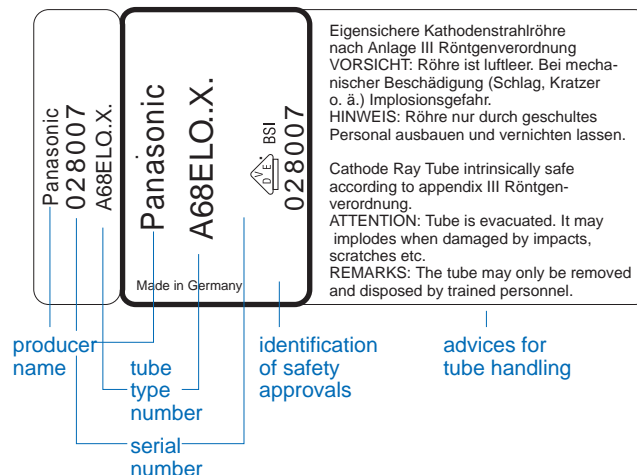 Panasonic
028007
A68ELO.X.
Panasonic
A68ELO.X.
DVE BSI
028007
Made in Germany
Eigensichere Kathodenstrahlröhre
nach Anlage III Röntgenverordnung
VORSICHT: Röhre ist luftleer. Bei mecha-
nischer Beschädigung (Schlag, Kratzer
o. ä.) Implosionsgefahr.
HINWEIS: Röhre nur durch geschultes
Personal ausbauen und vernichten lassen.
Cathode Ray Tube intrinsically safe
according to appendix III Röntgen-
verordnung.
ATTENTION: Tube is evacuated. It may
implodes when damaged by impacts,
scratches etc.
REMARKS: The tube may only be removed
and disposed by trained personnel.
producer
name
tube
type
number
serial
number
identification
of safety
approvals
advices for
tube handling